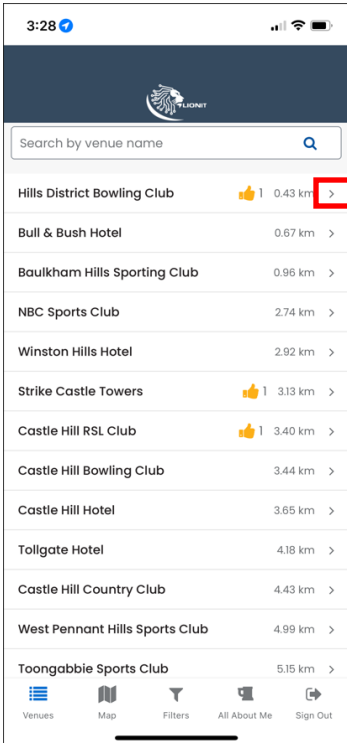 3:28
LIONIT
Search by venue name
Hills District Bowling Club 1 0.43 km
Bull & Bush Hotel 0.67 km
Baulkham Hills Sporting Club 0.96 km
NBC Sports Club 2.74 km
Winston Hills Hotel 2.92 km
Strike Castle Towers 1 3.13 km
Castle Hill RSL Club 1 3.40 km
Castle Hill Bowling Club 3.44 km
Castle Hill Hotel 3.65 km
Tollgate Hotel 4.18 km
Castle Hill Country Club 4.43 km
West Pennant Hills Sports Club 4.99 km
Toongabbie Sports Club 5.15 km
Venues Map Filters All About Me Sign Out